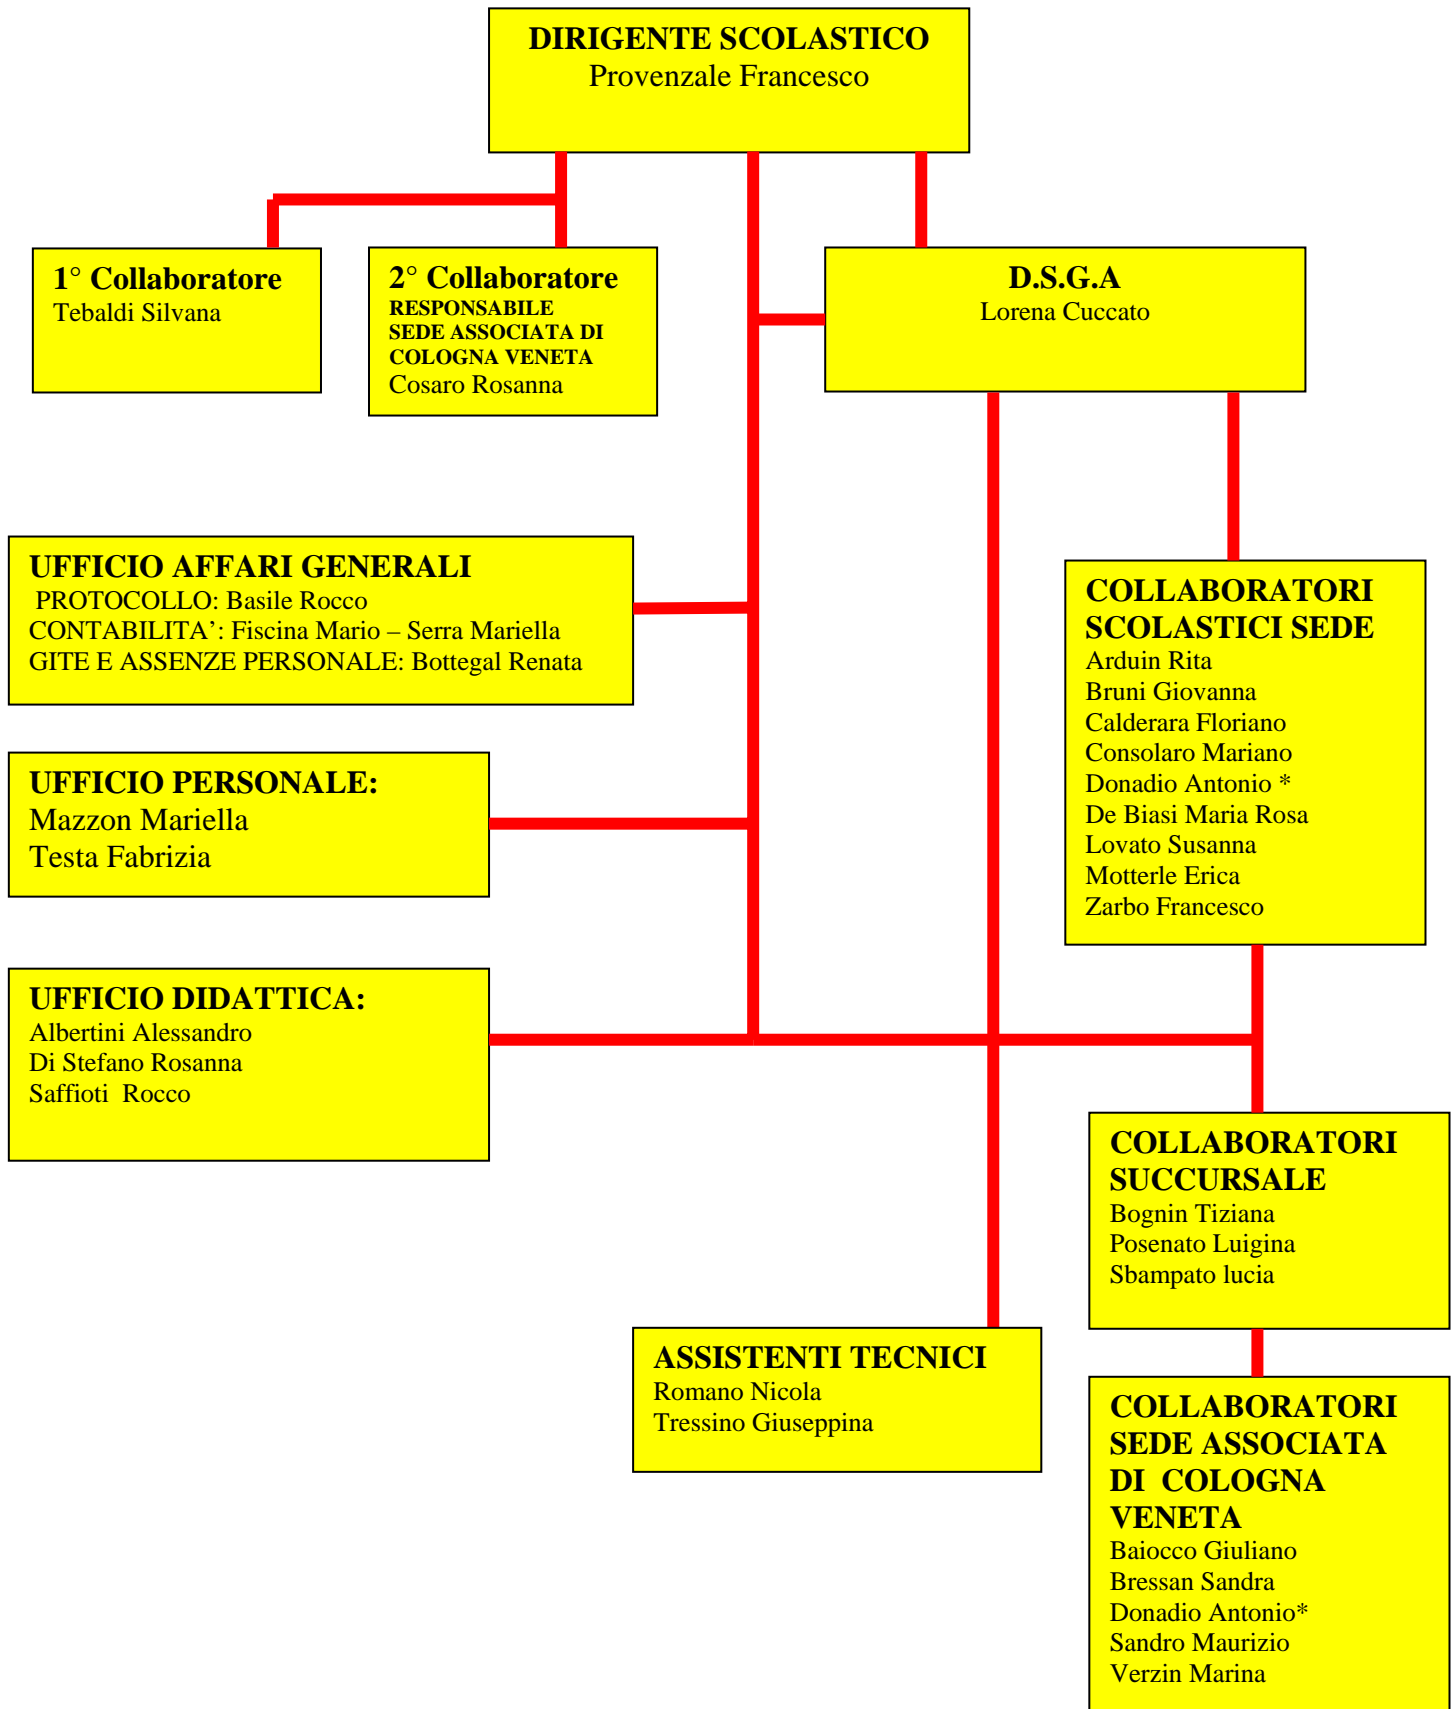 DIRIGENTE SCOLASTICO
Provenzale Francesco
1° Collaboratore
Tebaldi Silvana
2° Collaboratore
RESPONSABILE
SEDE ASSOCIATA DI
COLOGNA VENETA
Cosaro Rosanna
D.S.G.A
Lorena Cuccato
UFFICIO AFFARI GENERALI
PROTOCOLLO: Basile Rocco
CONTABILITA’: Fiscina Mario – Serra Mariella
GITE E ASSENZE PERSONALE: Bottegal Renata
UFFICIO PERSONALE:
Mazzon Mariella
Testa Fabrizia
UFFICIO DIDATTICA:
Albertini Alessandro
Di Stefano Rosanna
Saffioti  Rocco
COLLABORATORI
SCOLASTICI SEDE
Arduin Rita
Bruni Giovanna
Calderara Floriano
Consolaro Mariano
Donadio Antonio *
De Biasi Maria Rosa
Lovato Susanna
Motterle Erica
Zarbo Francesco
COLLABORATORI
SUCCURSALE
Bognin Tiziana
Posenato Luigina
Sbampato lucia
ASSISTENTI TECNICI
Romano Nicola
Tressino Giuseppina
COLLABORATORI
SEDE ASSOCIATA
DI  COLOGNA
VENETA
Baiocco Giuliano
Bressan Sandra
Donadio Antonio*
Sandro Maurizio
Verzin Marina